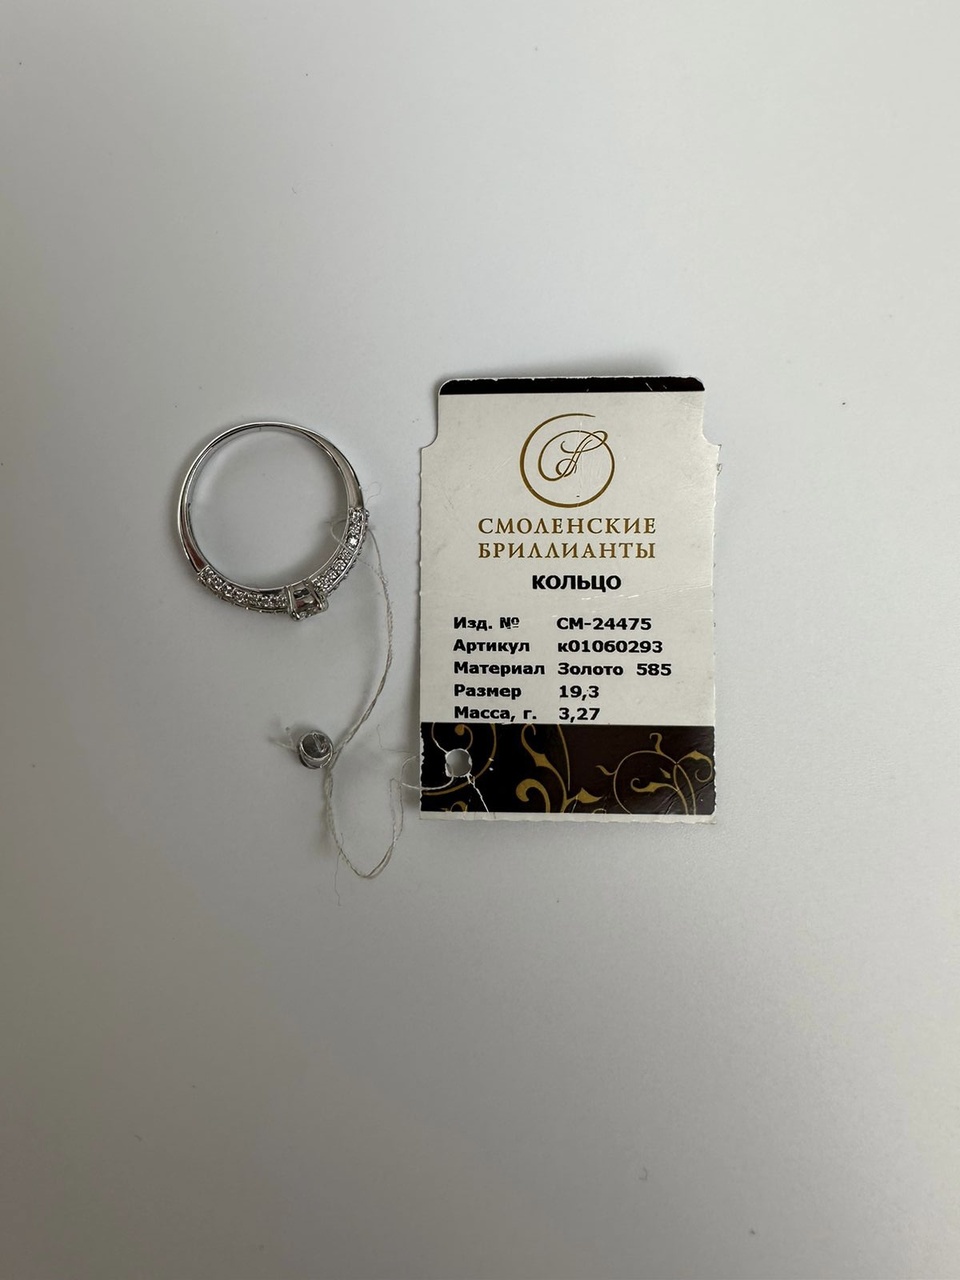 СМОЛЕНСКИЕ
БРИЛЛИАНТЫ
КОЛЬЦО
Изд. № СМ-24475
Артикул к01060293
Материал Золото 585
Размер 19,3
Масса, г. 3,27